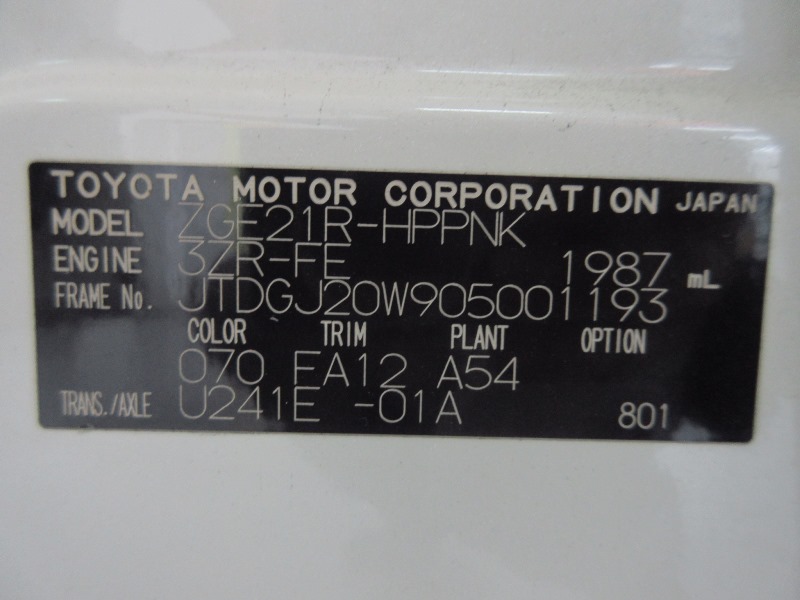 TOYOTA MOTOR CORPORATION JAPAN
MODEL ZGE21R-HPPNK
ENGINE 3ZR-FE 1987 mL
FRAME No. JTDGJ20W905001193
COLOR TRIM PLANT OPTION
070 FA12 A54
TRANS./AXLE U241E -01A 801